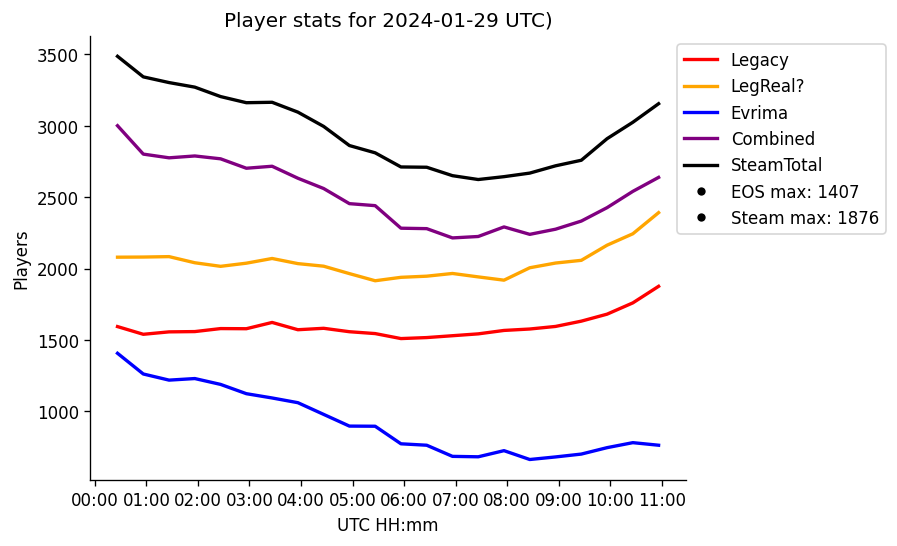 Player stats for 2024-01-29 UTC)
3500
3000
2500
2000
1500
1000
Players
00:00 01:00 02:00 03:00 04:00 05:00 06:00 07:00 08:00 09:00 10:00 11:00
UTC HH:mm
Legacy
LegReal?
Evrima
Combined
SteamTotal
EOS max: 1407
Steam max: 1876